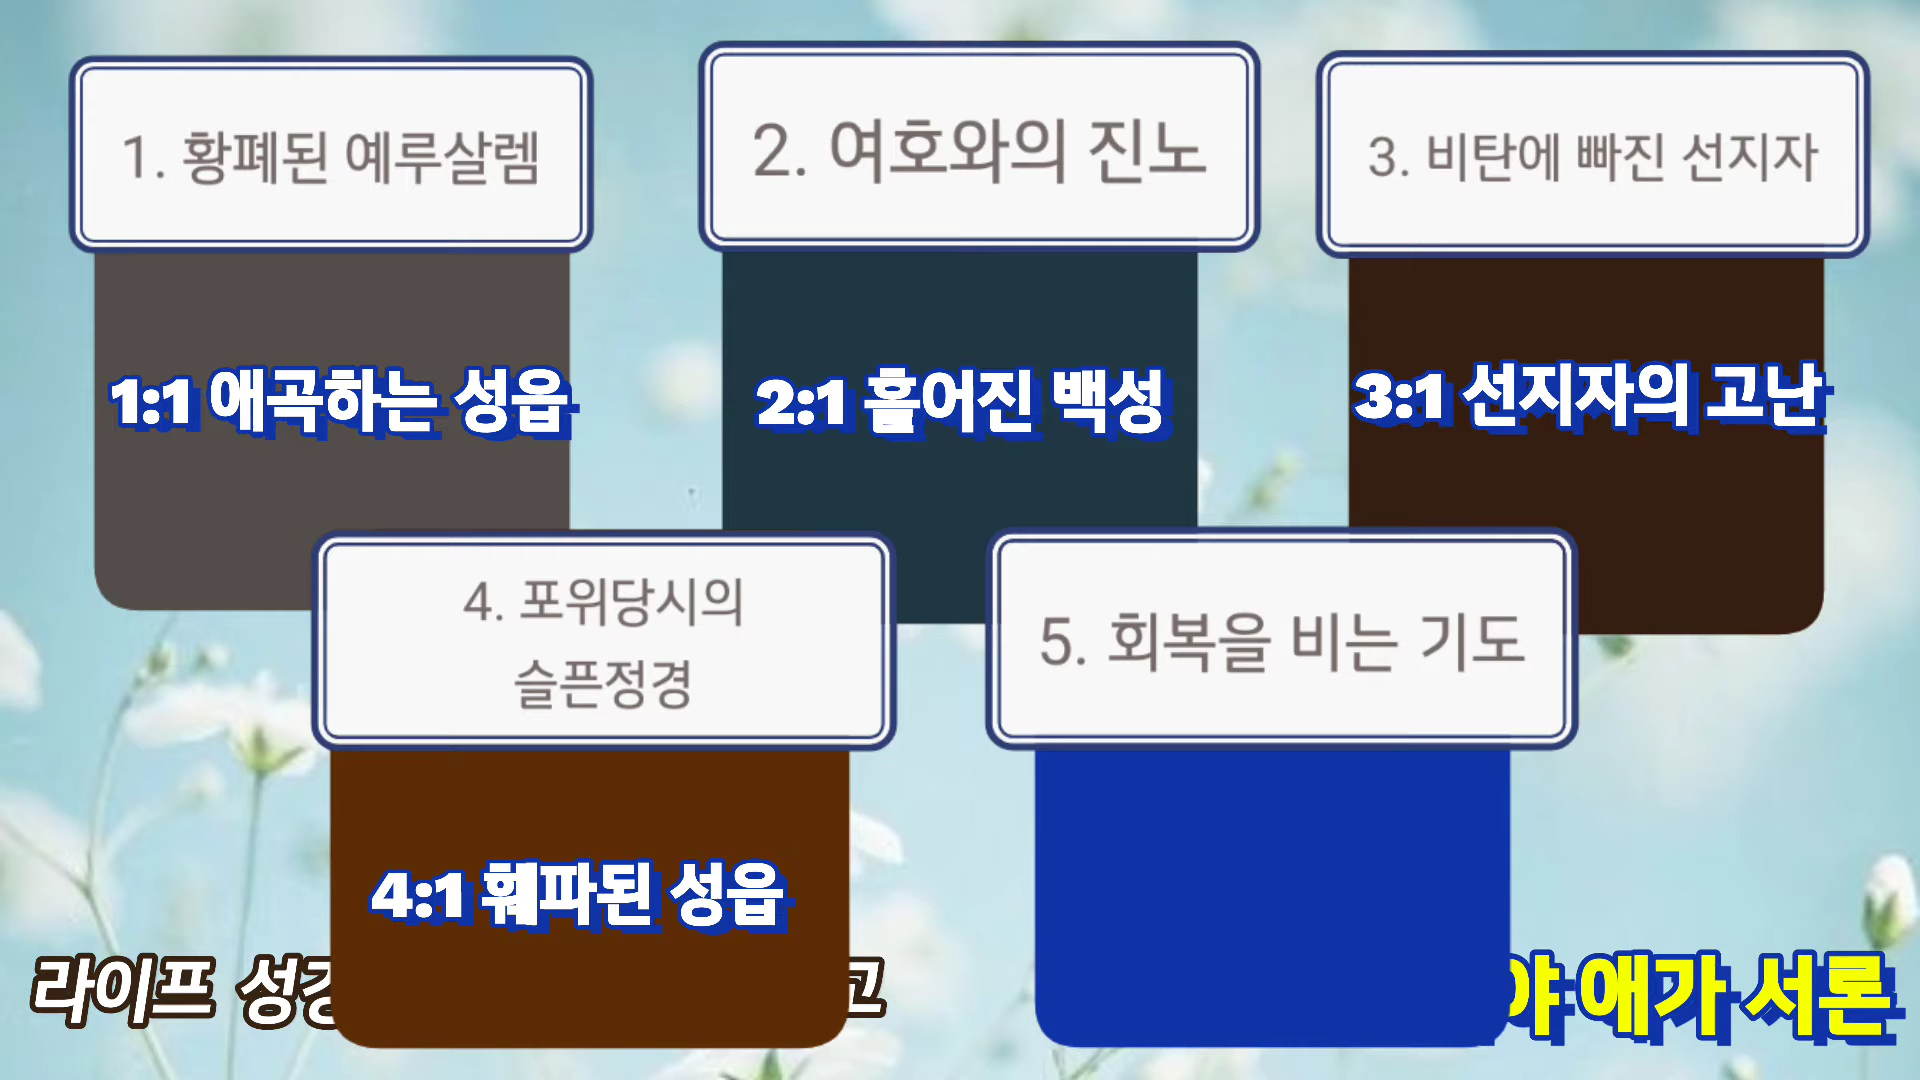 1. 황폐된 예루살렘
2. 여호와의 진노
3. 비탄에 빠진 선지자
1:1 애곡하는 성읍
2:1 흩어진 백성
3:1 선지자의 고난
4. 포위당시의
슬픈정경
5. 회복을 비는 기도
4:1 훼파된 성읍
라이프
애가 서론